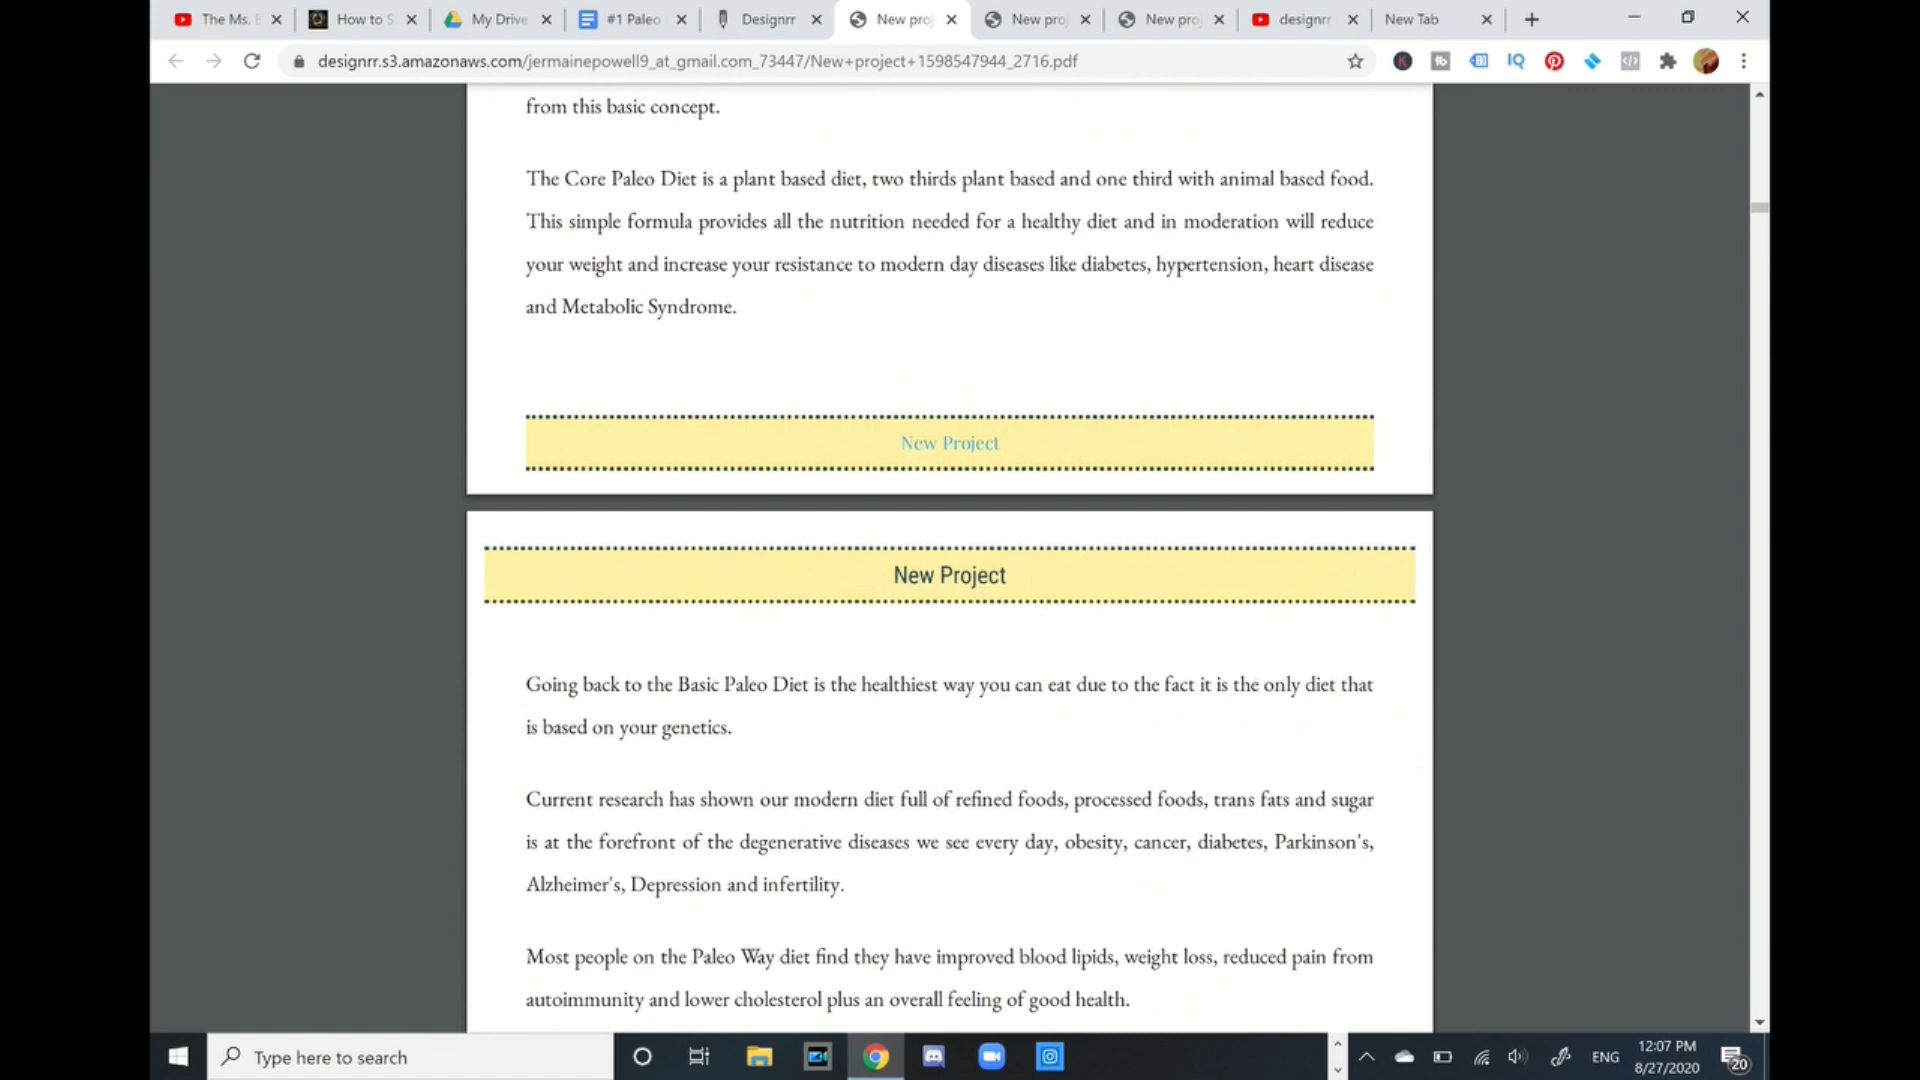 The Ms.
How to S
My Drive
#1 Paleo
Designrr
New proj
New proj
New proj
designrr
New Tab
designrr.s3.amazonaws.com/jermainepowell9_at_gmail.com_73447/New+project+1598547944_2716.pdf
from this basic concept.
The Core Paleo Diet is a plant based diet, two thirds plant based and one third with animal based food.
This simple formula provides all the nutrition needed for a healthy diet and in moderation will reduce
your weight and increase your resistance to modern day diseases like diabetes, hypertension, heart disease
and Metabolic Syndrome.
New Project
New Project
Going back to the Basic Paleo Diet is the healthiest way you can eat due to the fact it is the only diet that
is based on your genetics.
Current research has shown our modern diet full of refined foods, processed foods, trans fats and sugar
is at the forefront of the degenerative diseases we see every day, obesity, cancer, diabetes, Parkinson's,
Alzheimer's, Depression and infertility.
Most people on the Paleo Way diet find they have improved blood lipids, weight loss, reduced pain from
autoimmunity and lower cholesterol plus an overall feeling of good health.
Type here to search
ENG
12:07 PM
8/27/2020
20